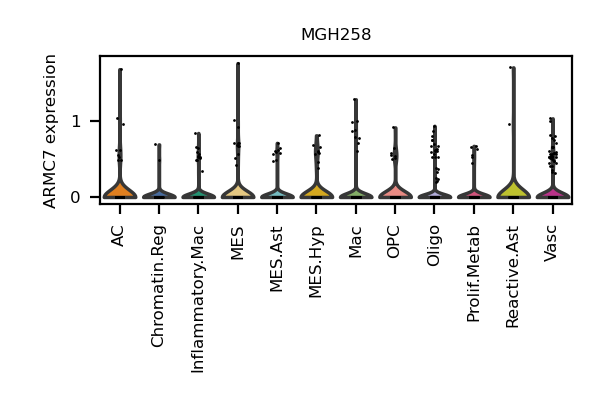 MGH258
ARMC7 expression
1
0
AC
Chromatin.Reg
Inflammatory.Mac
MES
MES.Ast
MES.Hyp
Mac
OPC
Oligo
Prolif.Metab
Reactive.Ast
Vasc